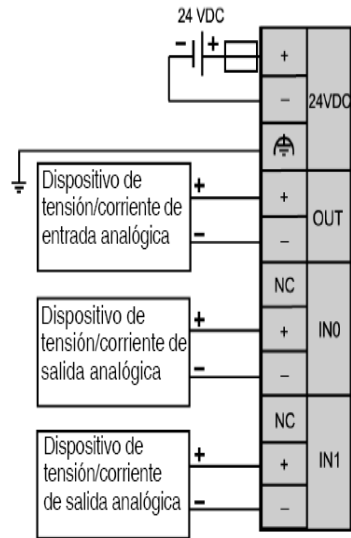 24 VDC
- +
+
–
24VDC
Dispositivo de
tensión/corriente de
entrada analógica
+
-
+
–
OUT
NC
Dispositivo de
tensión/corriente de
salida analógica
+
-
+
–
IN0
NC
Dispositivo de
tensión/corriente
de salida analógica
+
-
+
–
IN1